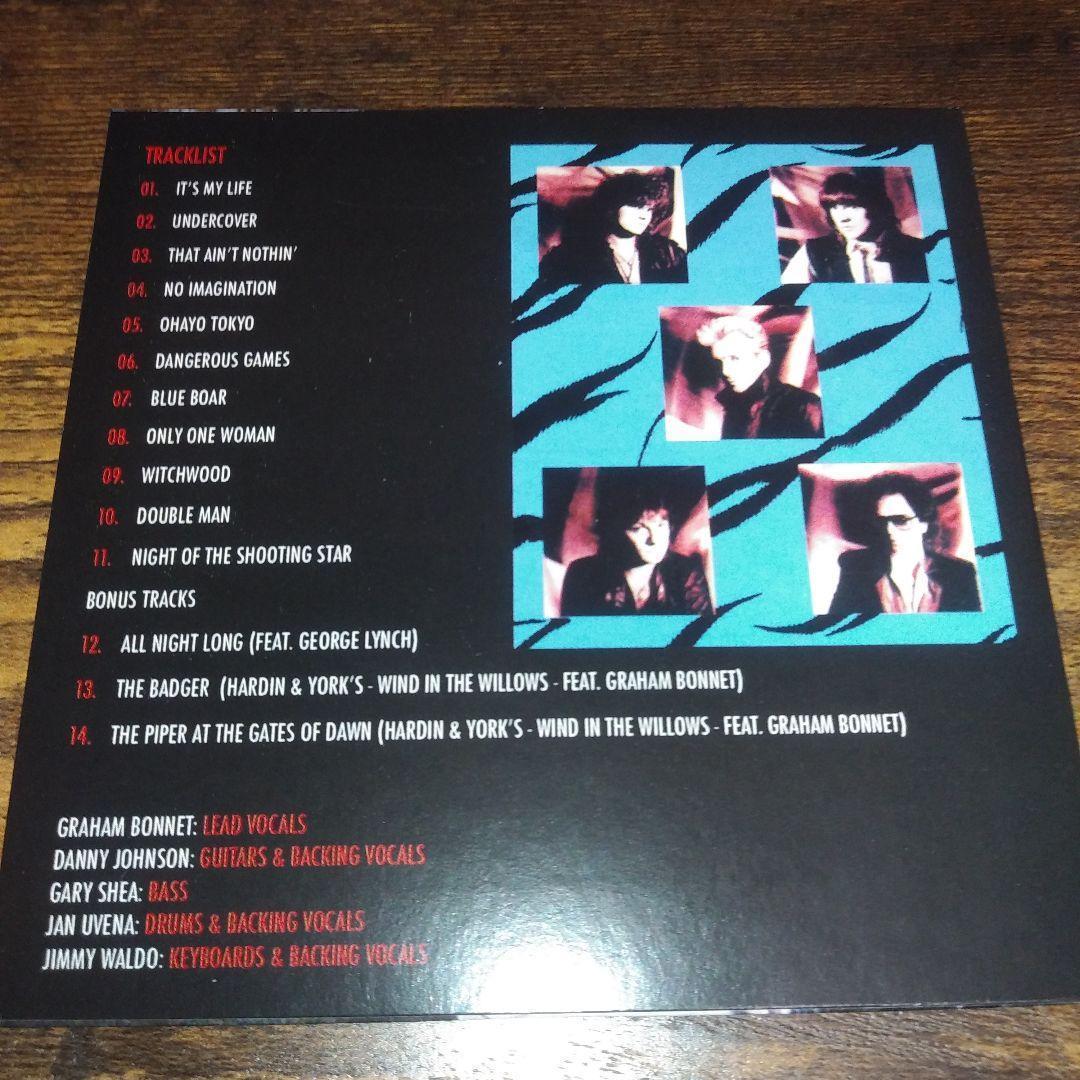 TRACKLIST
01. IT'S MY LIFE
02. UNDERCOVER
03. THAT AIN'T NOTHIN'
04. NO IMAGINATION
05. OHAYO TOKYO
06. DANGEROUS GAMES
07. BLUE BOAR
08. ONLY ONE WOMAN
09. WITCHWOOD
10. DOUBLE MAN
11. NIGHT OF THE SHOOTING STAR
BONUS TRACKS
12. ALL NIGHT LONG (FEAT. GEORGE LYNCH)
13. THE BADGER (HARDIN & YORK'S - WIND IN THE WILLOWS - FEAT. GRAHAM BONNET)
14. THE PIPER AT THE GATES OF DAWN (HARDIN & YORK'S - WIND IN THE WILLOWS - FEAT. GRAHAM BONNET)
GRAHAM BONNET: LEAD VOCALS
DANNY JOHNSON: GUITARS & BACKING VOCALS
GARY SHEA: BASS
JAN UVENA: DRUMS & BACKING VOCALS
JIMMY WALDO: KEYBOARDS & BACKING VOCALS